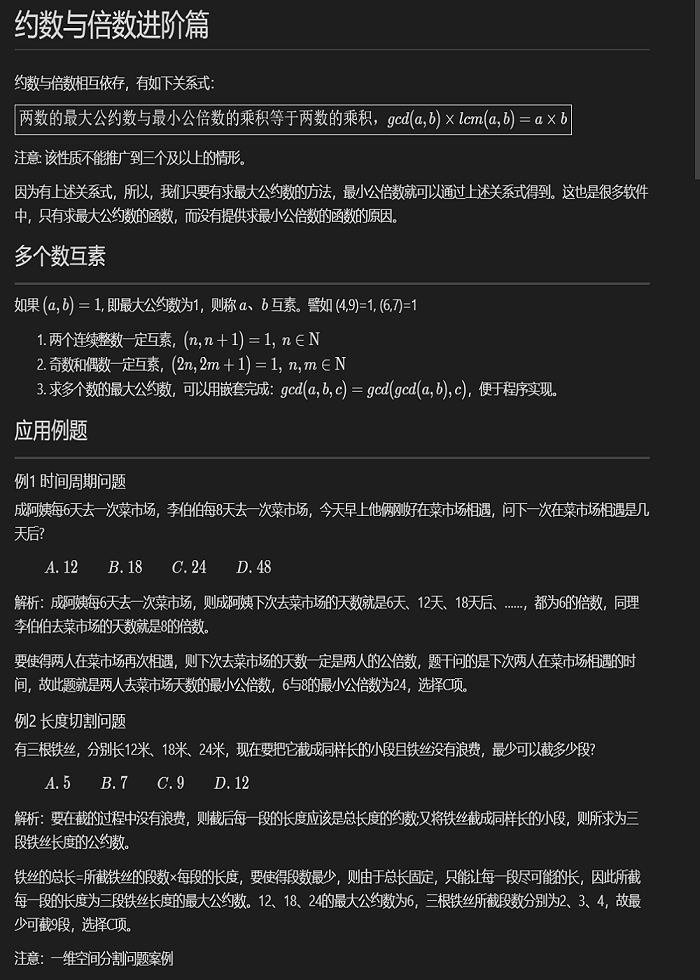 约数与倍数进阶篇
约数与倍数相互依存，有如下关系式：
两数的最大公约数与最小公倍数的乘积等于两数的乘积，gcd(a,b) × lcm(a,b) = a × b
注意: 该性质不能推广到三个及以上的情形。
因为有上述关系式，所以，我们只要有求最大公约数的方法，最小公倍数就可以通过上述关系式得到。这也是很多软件
中，只有求最大公约数的函数，而没有提供求最小公倍数的函数的原因。
多个数互素
如果 (a,b) = 1, 即最大公约数为1，则称 a、b 互素。譬如 (4,9)=1, (6,7)=1
1. 两个连续整数一定互素，(n,n+1) = 1, n ∈ N
2. 奇数和偶数一定互素，(2n,2m+1) = 1, n,m ∈ N
3. 求多个数的最大公约数，可以用嵌套完成：gcd(a,b,c) = gcd(gcd(a,b),c)，便于程序实现。
应用例题
例1 时间周期问题
成阿姨每6天去一次菜市场，李伯伯每8天去一次菜市场，今天早上他俩刚好在菜市场相遇，问下一次在菜市场相遇是几
天后?
A. 12 B. 18 C. 24 D. 48
解析：成阿姨每6天去一次菜市场，则成阿姨下次去菜市场的天数就是6天、12天、18天后、……，都为6的倍数，同理
李伯伯去菜市场的天数就是8的倍数。
要使得两人在菜市场再次相遇，则下次去菜市场的天数一定是两人的公倍数，题干问的是下次两人在菜市场相遇的时
间，故此题就是两人去菜市场天数的最小公倍数，6与8的最小公倍数为24，选择C项。
例2 长度切割问题
有三根铁丝，分别长12米、18米、24米，现在要把它截成同样长的小段且铁丝没有浪费，最少可以截多少段?
A. 5 B. 7 C. 9 D. 12
解析：要在截的过程中没有浪费，则截后每一段的长度应该是总长度的约数;又将铁丝截成同样长的小段，则所求为三
段铁丝长度的公约数。
铁丝的总长=所截铁丝的段数×每段的长度，要使得段数最少，则由于总长固定，只能让每一段尽可能的长，因此所截
每一段的长度为三段铁丝长度的最大公约数。12、18、24的最大公约数为6，三根铁丝所截段数分别为2、3、4，故最
少可截9段，选择C项。
注意：一维空间分割问题案例